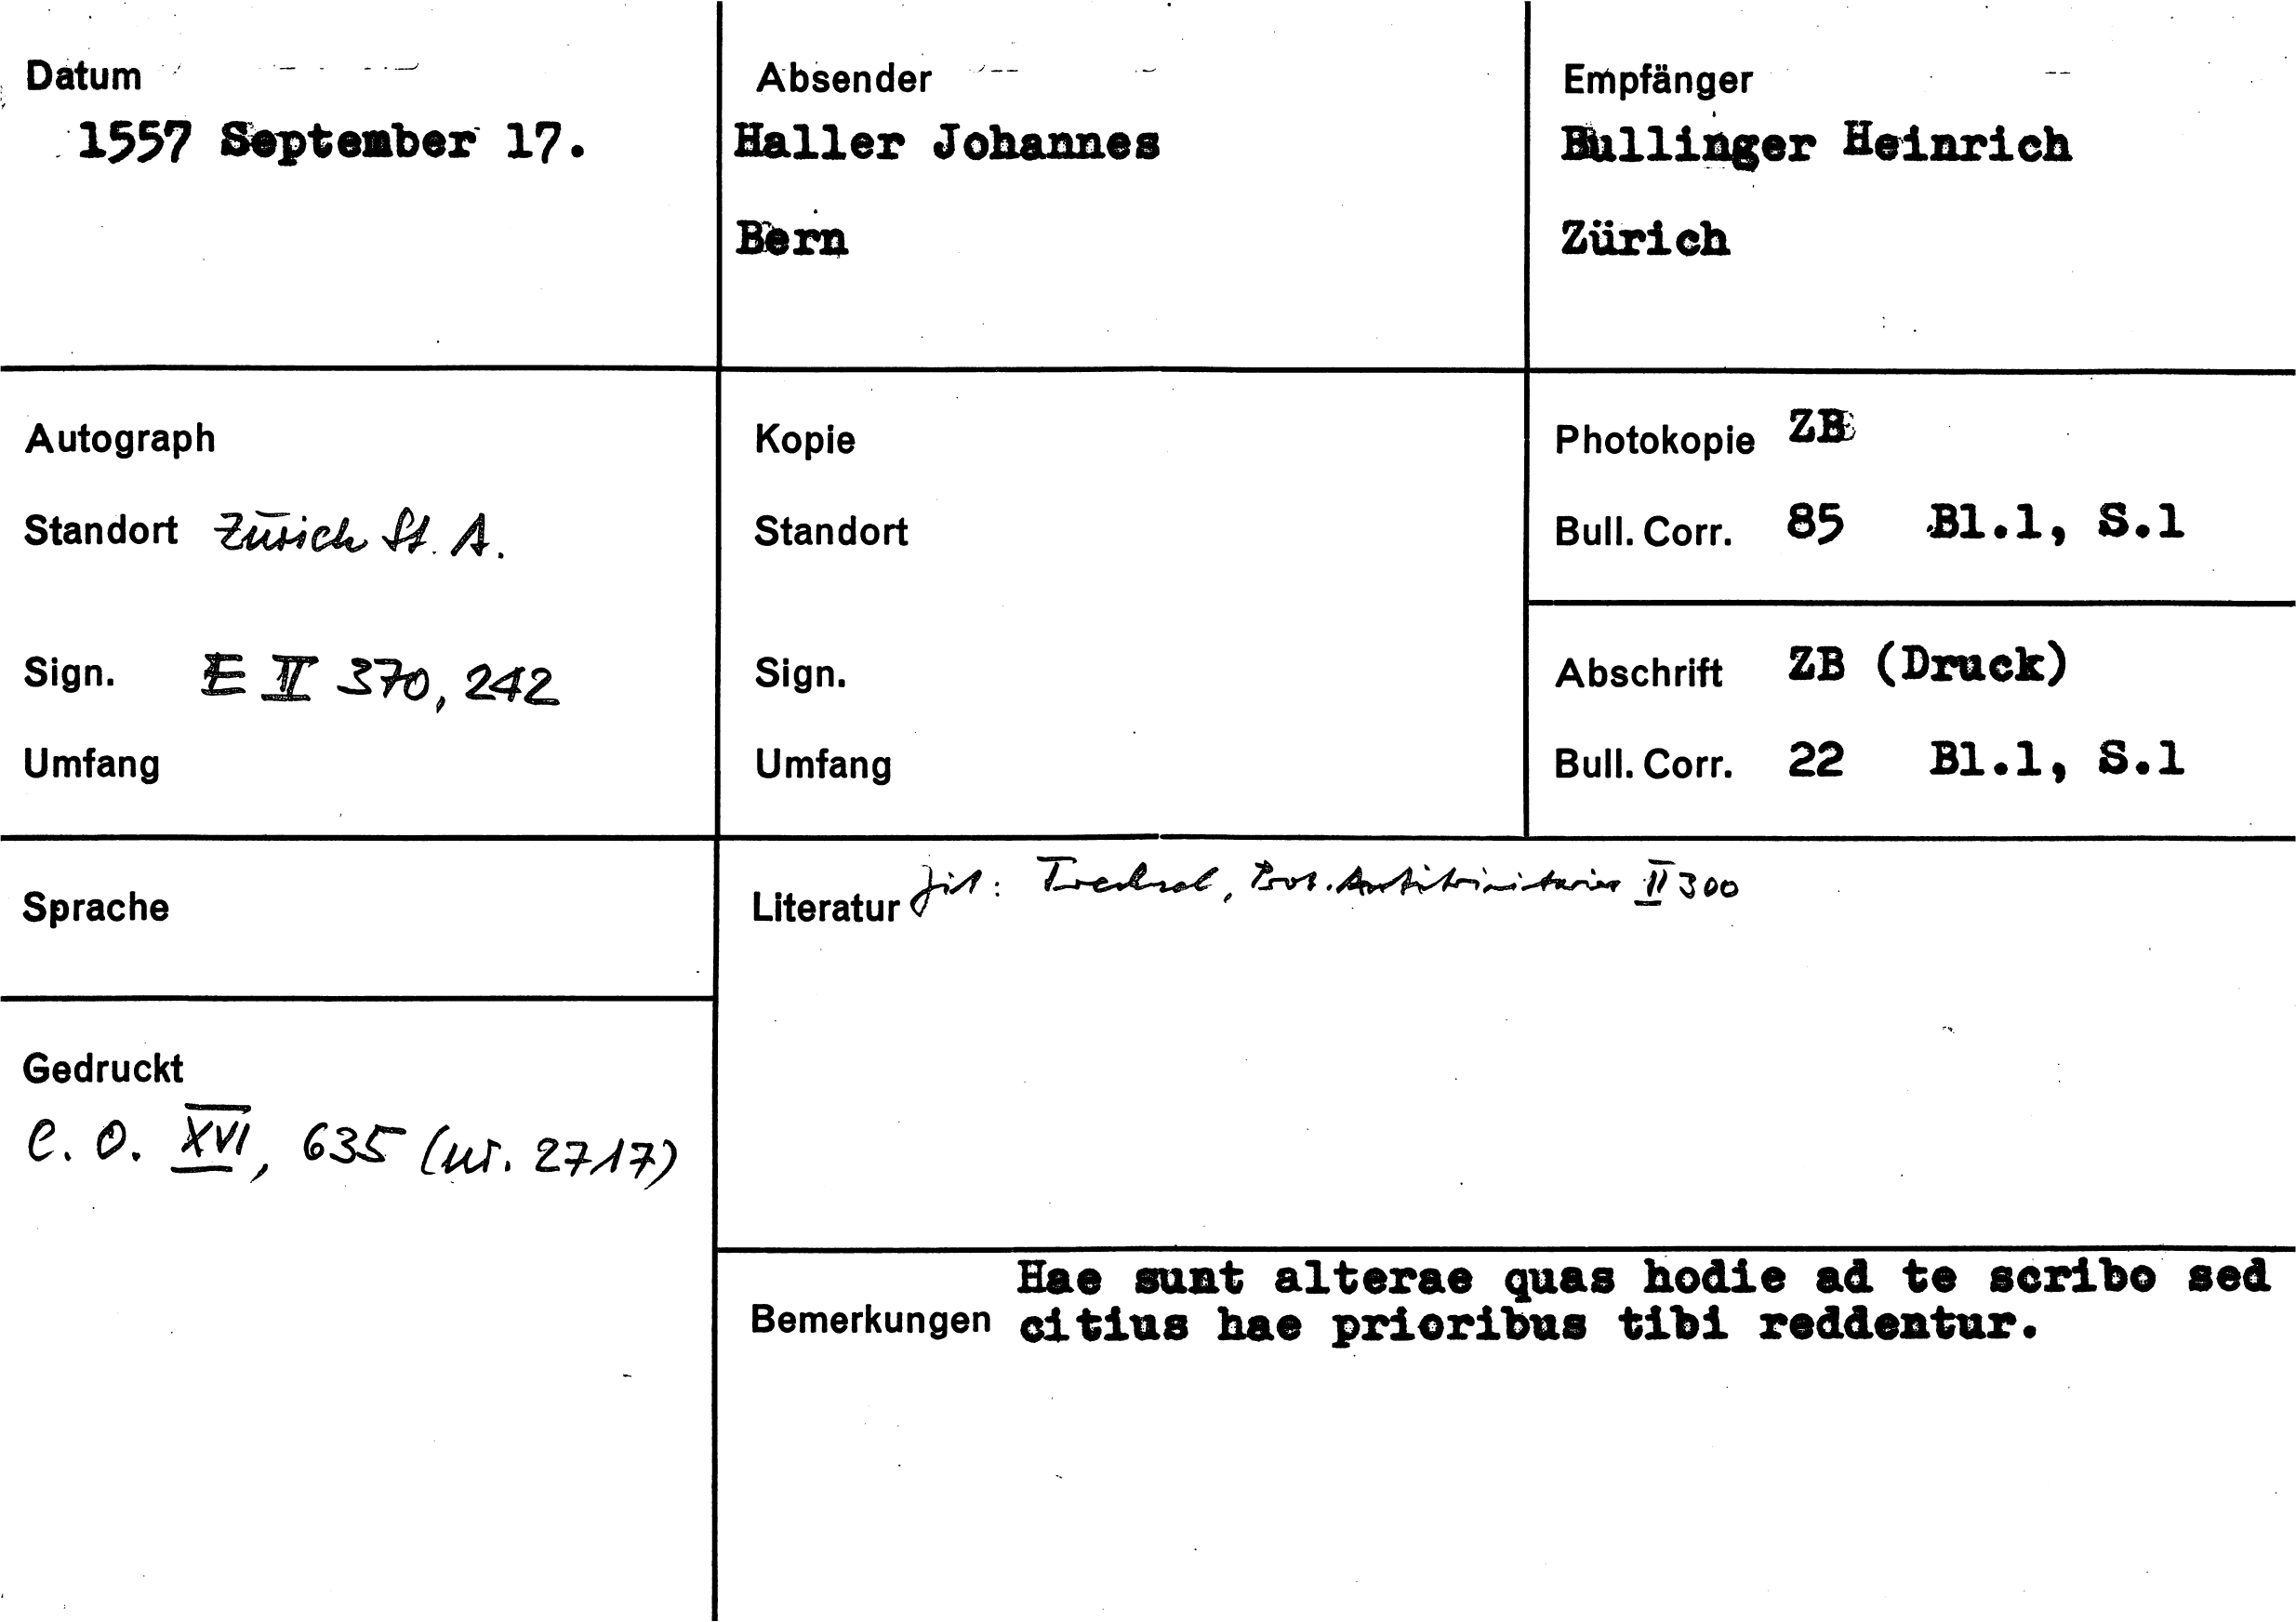 Datum
1557 September 17.
Absender
Haller Johannes
Bern
Empfänger
Bullinger Heinrich
Zürich
Autograph
Standort Zürich St. A.
Sign. E II 370, 242
Umfang
Kopie
Standort
Sign.
Umfang
Photokopie ZB
Bull. Corr. 85 Bl.1, S.1
Abschrift ZB (Druck)
Bull. Corr. 22 Bl.1, S.1
Sprache
Gedruckt
C. O. XVI, 635 (nr. 2717)
Literatur zit: Trechsel, Prot. Antitrinitarier II 300
Bemerkungen Hae sunt alterae quas hodie ad te scribo sed
citius hae prioribus tibi reddentur.